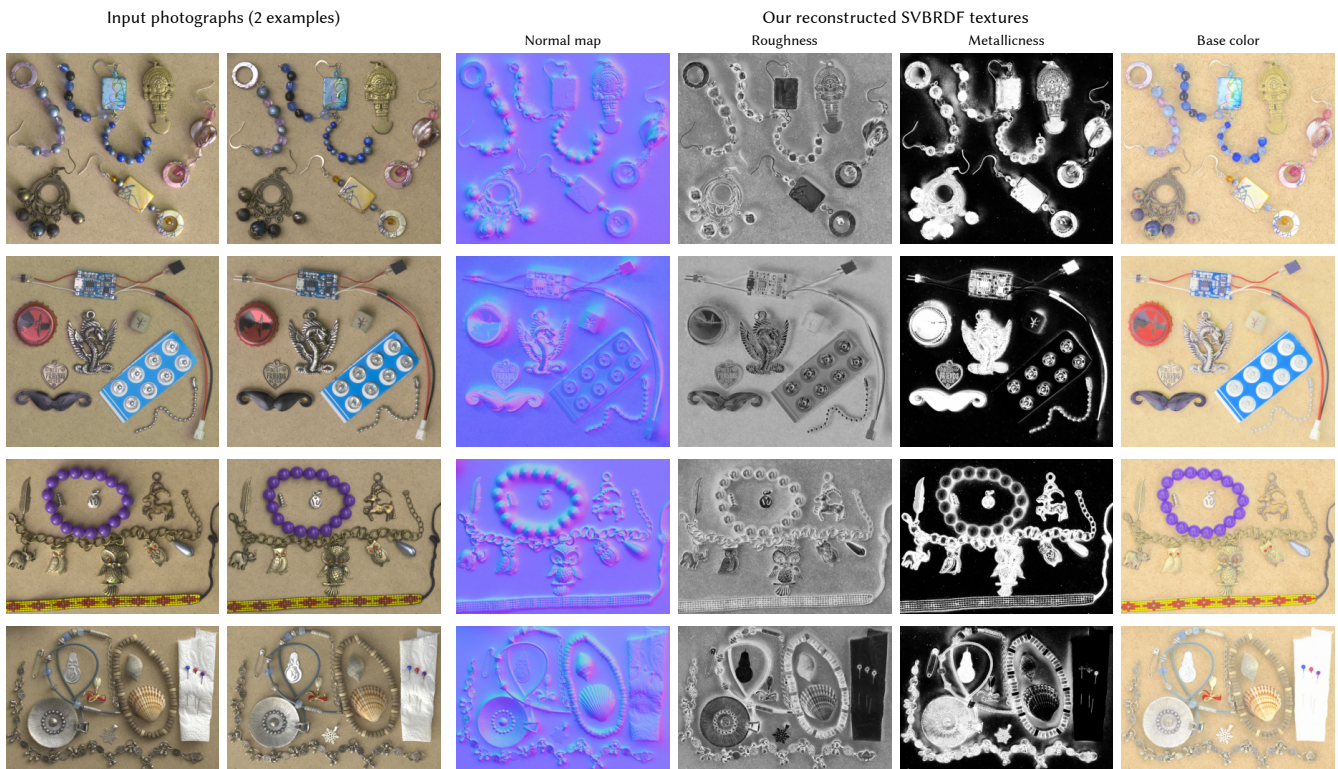 Input photographs (2 examples)
Our reconstructed SVBRDF textures
Normal map
Roughness
Metallicness
Base color